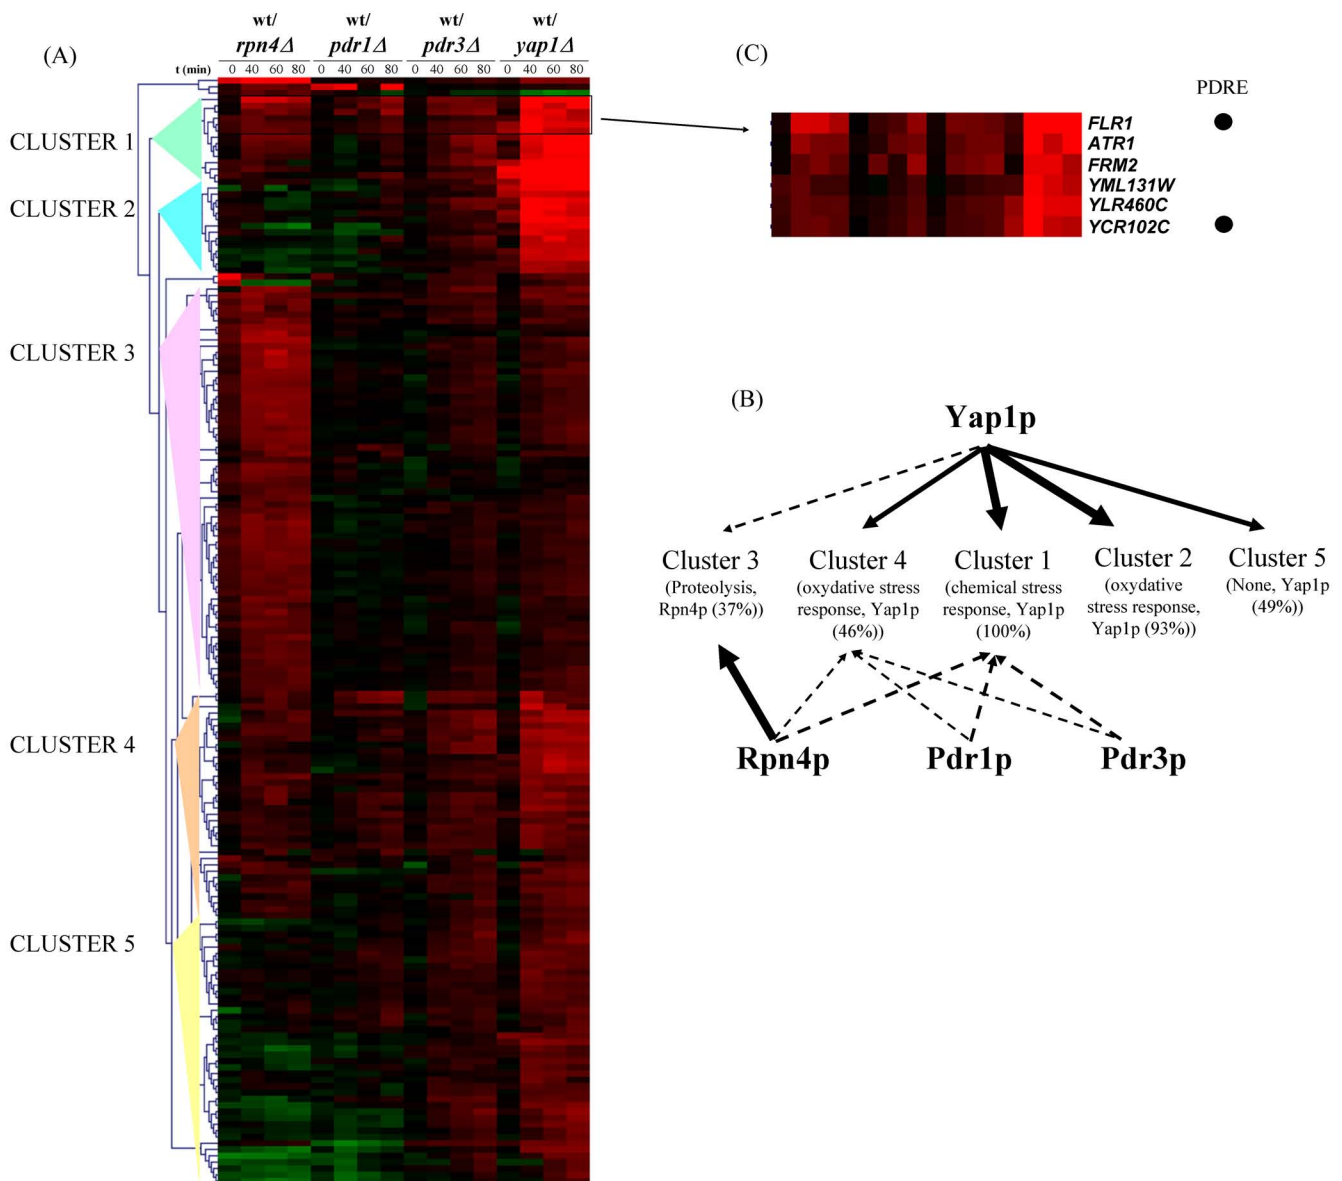 (A)
wt/ wt/ wt/ wt/
rpn4Δ pdr1Δ pdr3Δ yap1Δ
t (min) 0 40 60 80 0 40 60 80 0 40 60 80 0 40 60 80
CLUSTER 1
CLUSTER 2
CLUSTER 3
CLUSTER 4
CLUSTER 5
(C)
PDRE
FLR1
ATR1
FRM2
YML131W
YLR460C
YCR102C
(B)
Yap1p
Cluster 3
(Proteolysis,
Rpn4p (37%))
Cluster 4
(oxydative stress
response, Yap1p
(46%))
Cluster 1
(chemical stress
response, Yap1p
(100%)
Cluster 2
(oxydative
stress response,
Yap1p (93%))
Cluster 5
(None, Yap1p
(49%))
Rpn4p Pdr1p Pdr3p